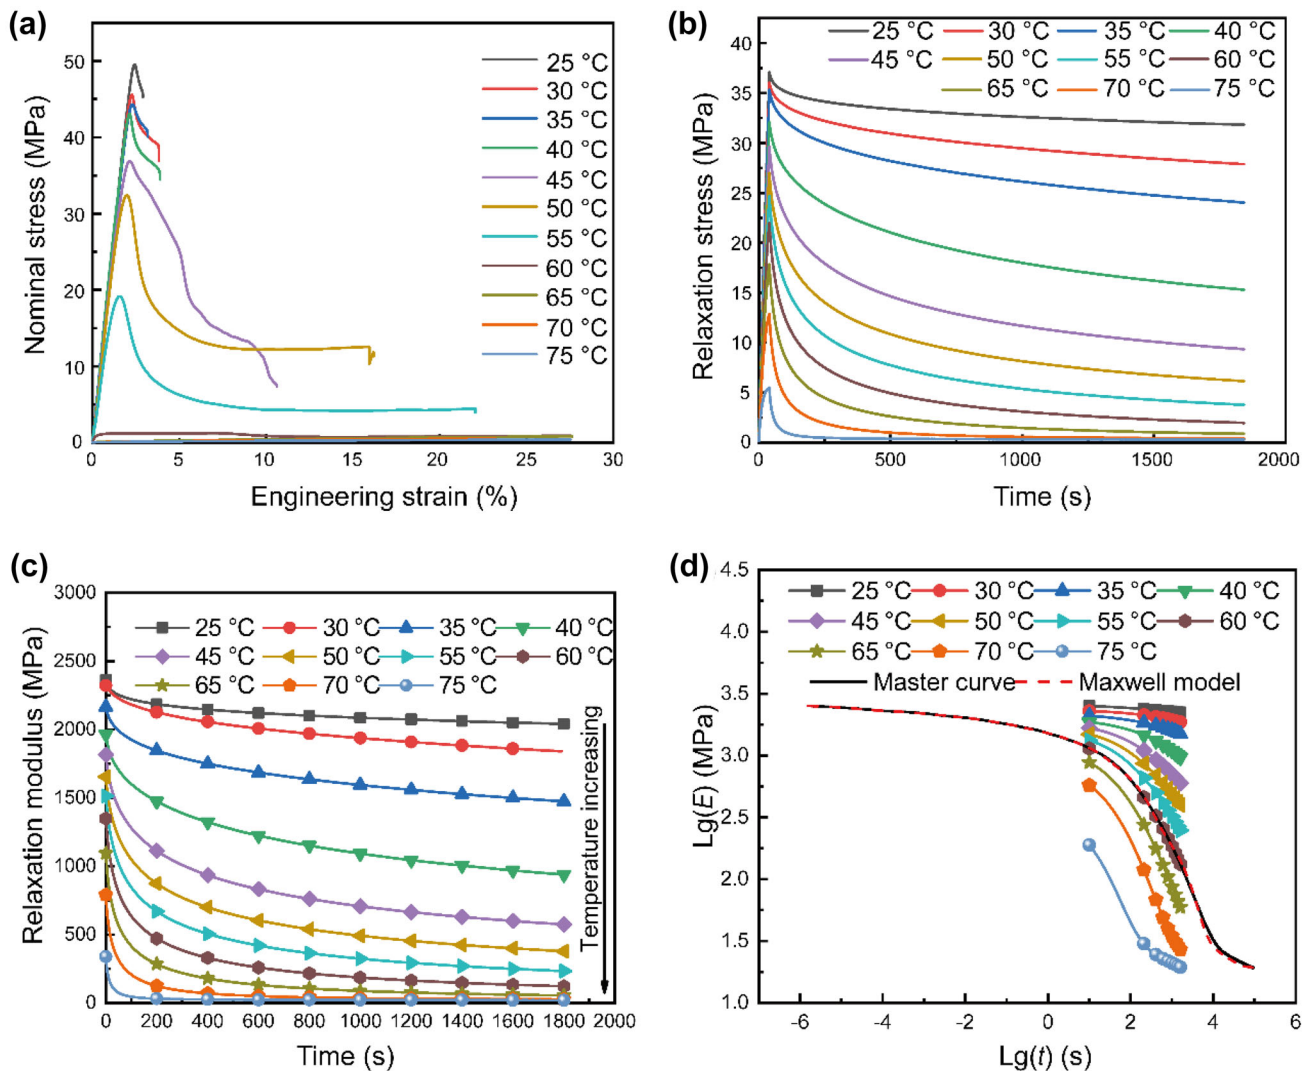 (a)
Nominal stress (MPa)
50
40
30
20
10
0
0 5 10 15 20 25 30
Engineering strain (%)
25 °C
30 °C
35 °C
40 °C
45 °C
50 °C
55 °C
60 °C
65 °C
70 °C
75 °C
(b)
Relaxation stress (MPa)
40
35
30
25
20
15
10
5
0
0 500 1000 1500 2000
Time (s)
25 °C 30 °C 35 °C 40 °C
45 °C 50 °C 55 °C 60 °C
65 °C 70 °C 75 °C
(c)
Relaxation modulus (MPa)
3000
2500
2000
1500
1000
500
0
0 200 400 600 800 1000 1200 1400 1600 1800 2000
Time (s)
25 °C 30 °C 35 °C 40 °C
45 °C 50 °C 55 °C 60 °C
65 °C 70 °C 75 °C
Temperature increasing
(d)
Lg(E) (MPa)
4.5
4.0
3.5
3.0
2.5
2.0
1.5
1.0
-6 -4 -2 0 2 4 6
Lg(t) (s)
25 °C 30 °C 35 °C 40 °C
45 °C 50 °C 55 °C 60 °C
65 °C 70 °C 75 °C
Master curve Maxwell model